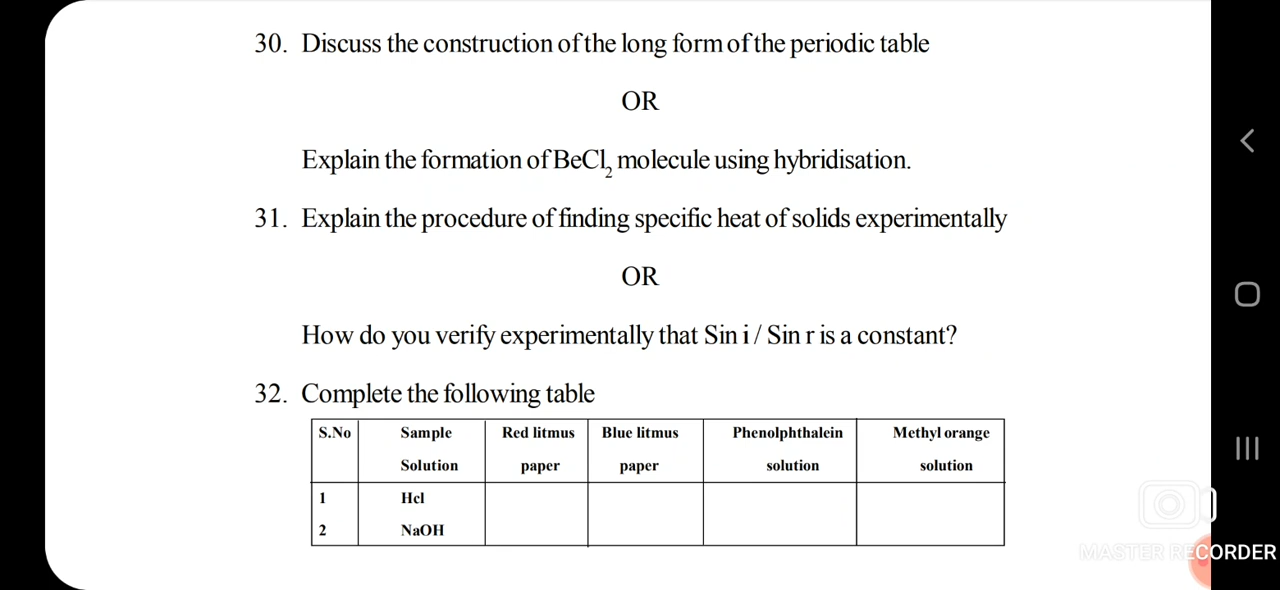 30. Discuss the construction of the long form of the periodic table
OR
Explain the formation of BeCl₂ molecule using hybridisation.
31. Explain the procedure of finding specific heat of solids experimentally
OR
How do you verify experimentally that Sin i / Sin r is a constant?
32. Complete the following table
S.No Sample Red litmus Blue litmus Phenolphthalein Methyl orange
Solution paper paper solution solution
1 Hcl
2 NaOH
MASTER RECORDER